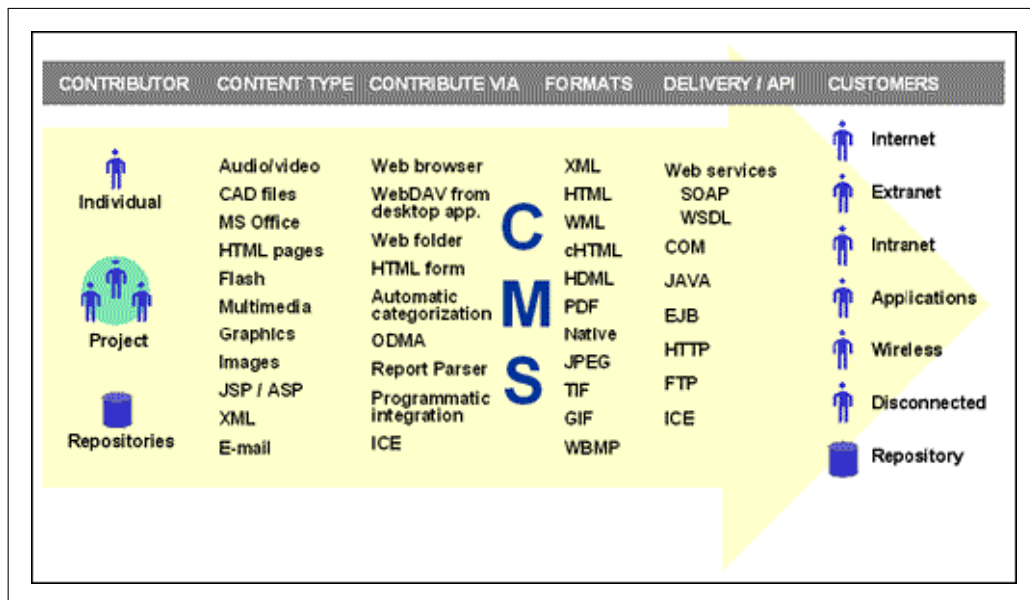 CONTRIBUTOR CONTENT TYPE CONTRIBUTE VIA FORMATS DELIVERY / API CUSTOMERS
Individual
Project
Repositories
Audio/video
CAD files
MS Office
HTML pages
Flash
Multimedia
Graphics
Images
JSP / ASP
XML
E-mail
Web browser
WebDAV from
desktop app.
Web folder
HTML form
Automatic
categorization
ODMA
Report Parser
Programmatic
integration
ICE
C
M
S
XML
HTML
WML
cHTML
HDML
PDF
Native
JPEG
TIF
GIF
WBMP
Web services
SOAP
WSDL
COM
JAVA
EJB
HTTP
FTP
ICE
Internet
Extranet
Intranet
Applications
Wireless
Disconnected
Repository